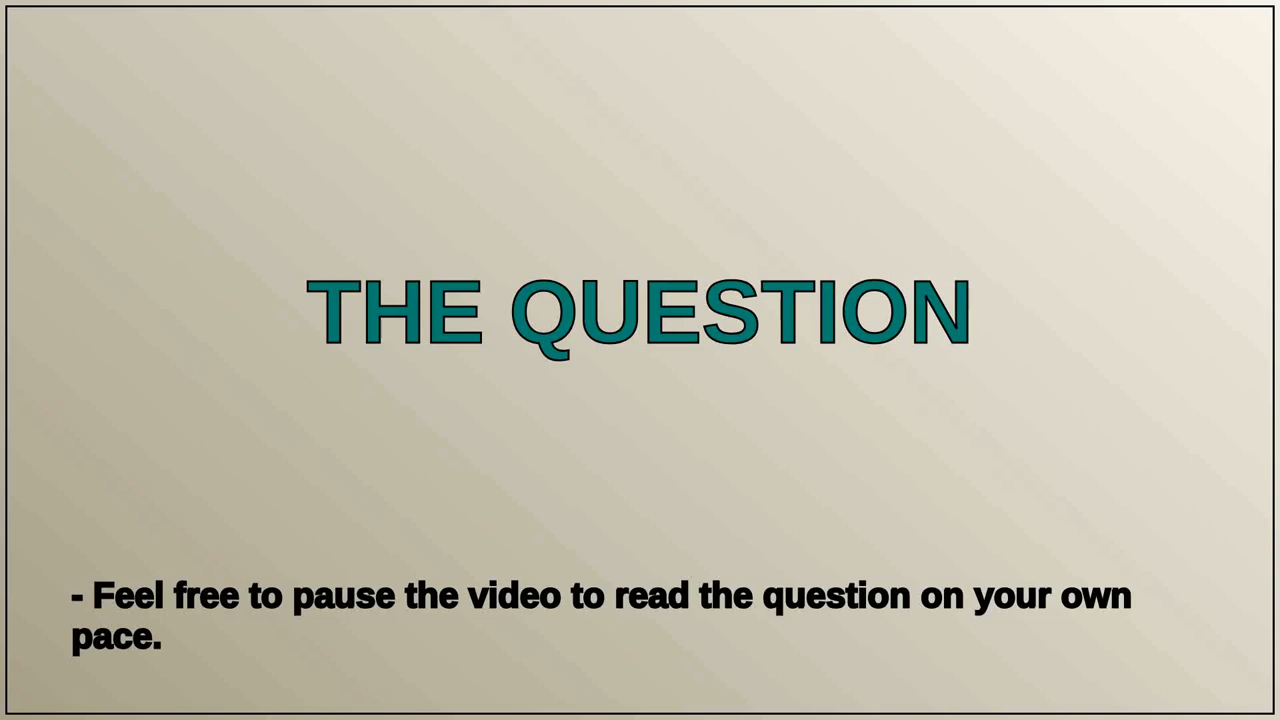 THE QUESTION
- Feel free to pause the video to read the question on your own
pace.